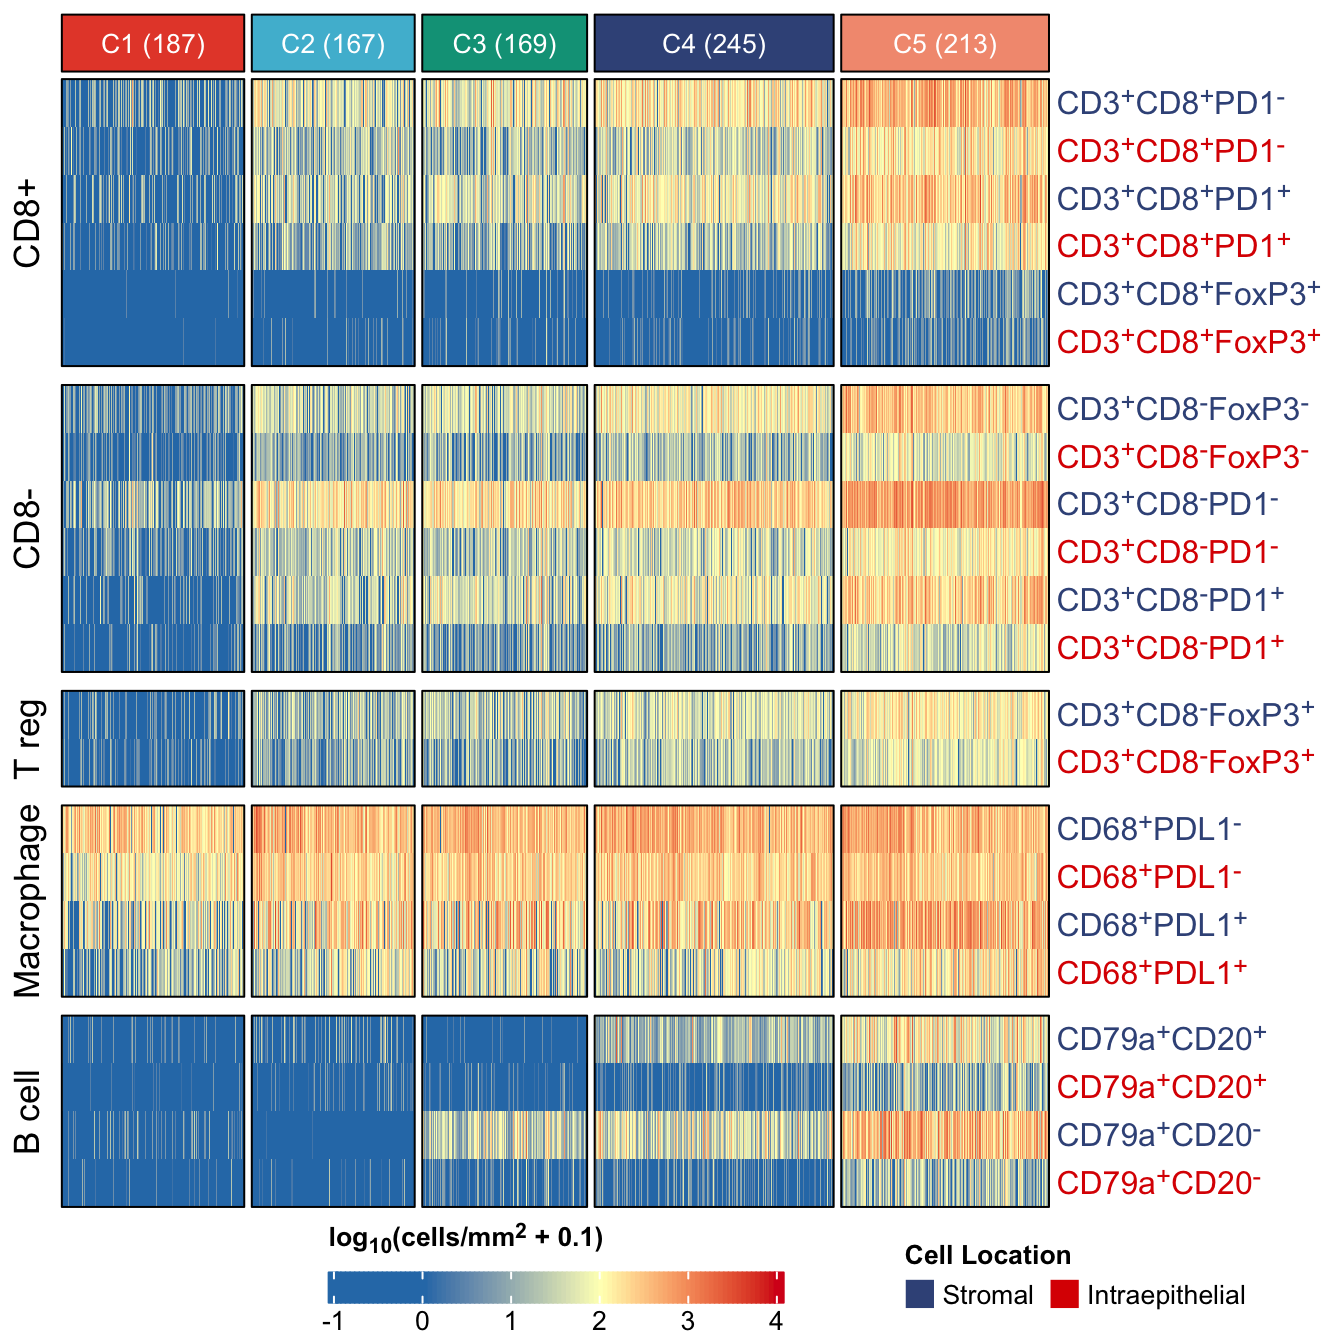 C1 (187) C2 (167) C3 (169) C4 (245) C5 (213)
CD8+
CD3⁺CD8⁺PD1⁻
CD3⁺CD8⁺PD1⁻
CD3⁺CD8⁺PD1⁺
CD3⁺CD8⁺PD1⁺
CD3⁺CD8⁺FoxP3⁺
CD3⁺CD8⁺FoxP3⁺
CD8-
CD3⁺CD8⁻FoxP3⁻
CD3⁺CD8⁻FoxP3⁻
CD3⁺CD8⁻PD1⁻
CD3⁺CD8⁻PD1⁻
CD3⁺CD8⁻PD1⁺
CD3⁺CD8⁻PD1⁺
T reg
CD3⁺CD8⁻FoxP3⁺
CD3⁺CD8⁻FoxP3⁺
Macrophage
CD68⁺PDL1⁻
CD68⁺PDL1⁻
CD68⁺PDL1⁺
CD68⁺PDL1⁺
B cell
CD79a⁺CD20⁺
CD79a⁺CD20⁺
CD79a⁺CD20⁻
CD79a⁺CD20⁻
log₁₀(cells/mm² + 0.1)
-1 0 1 2 3 4
Cell Location
Stromal Intraepithelial